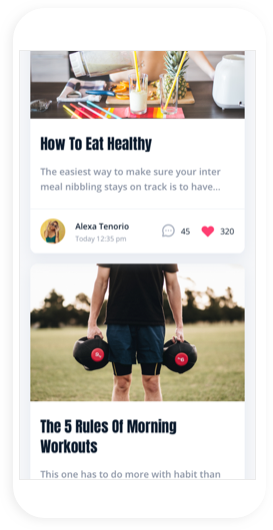 How To Eat Healthy
The easiest way to make sure your inter
meal nibbling stays on track is to have...
Alexa Tenorio
Today 12:35 pm
45
320
The 5 Rules Of Morning
Workouts
This one has to do more with habit than